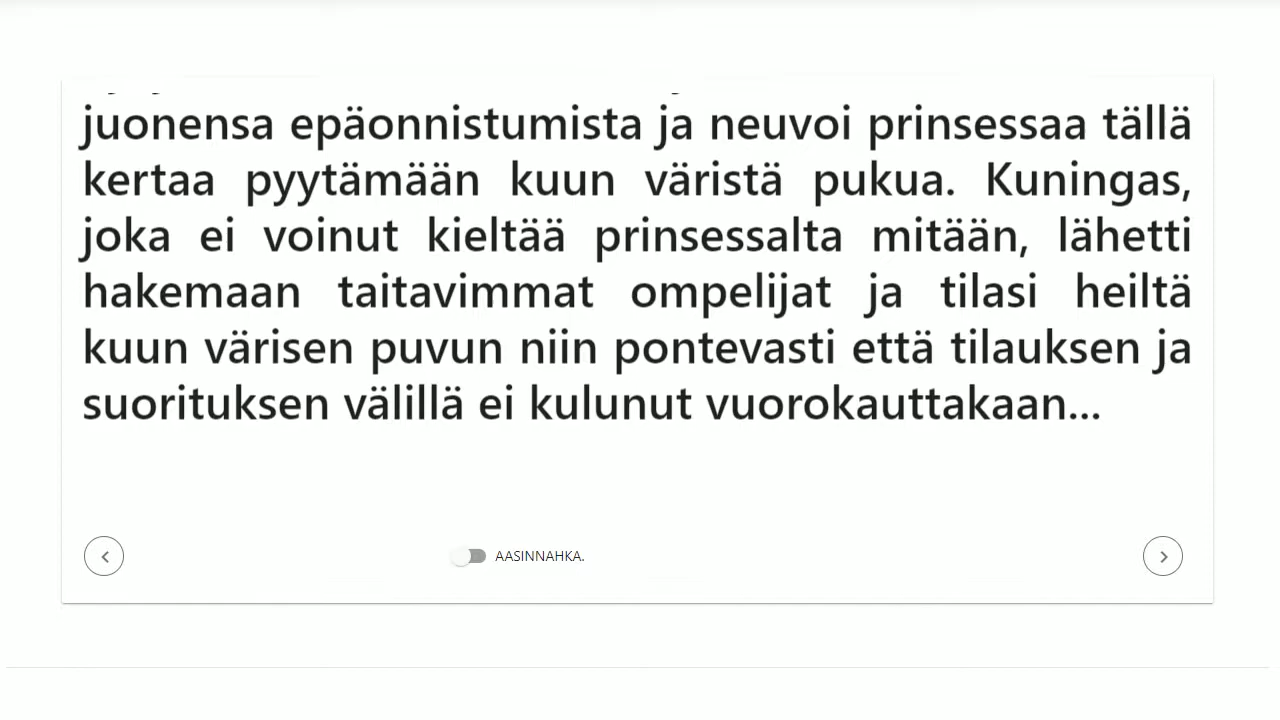 juonensa epäonnistumista ja neuvoi prinsessaa tällä
kertaa pyytämään kuun väristä pukua. Kuningas,
joka ei voinut kieltää prinsessalta mitään, lähetti
hakemaan taitavimmat ompelijat ja tilasi heiltä
kuun värisen puvun niin pontevasti että tilauksen ja
suorituksen välillä ei kulunut vuorokauttakaan...
AASINNAHKA.